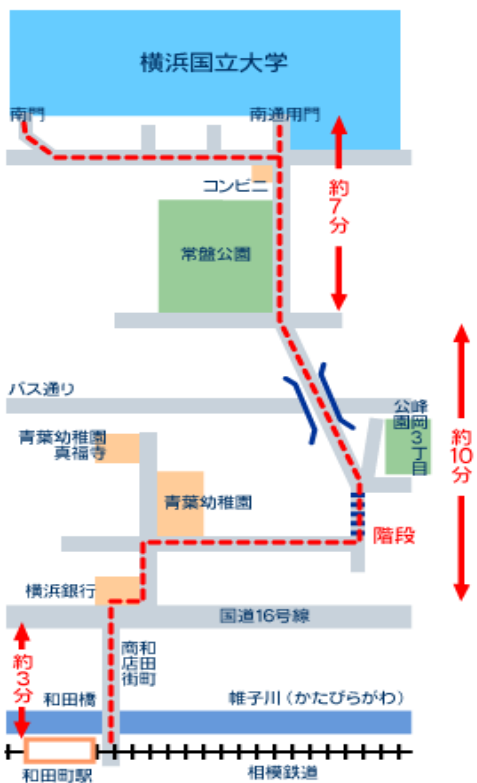 横浜国立大学
南門
南通用門
コンビニ
約7分
常盤公園
バス通り
峰岡3丁目
公園
青葉幼稚園
真福寺
約10分
青葉幼稚園
階段
横浜銀行
国道16号線
和田町
商店街
約3分
和田橋
帷子川(かたびらがわ)
和田町駅
相模鉄道